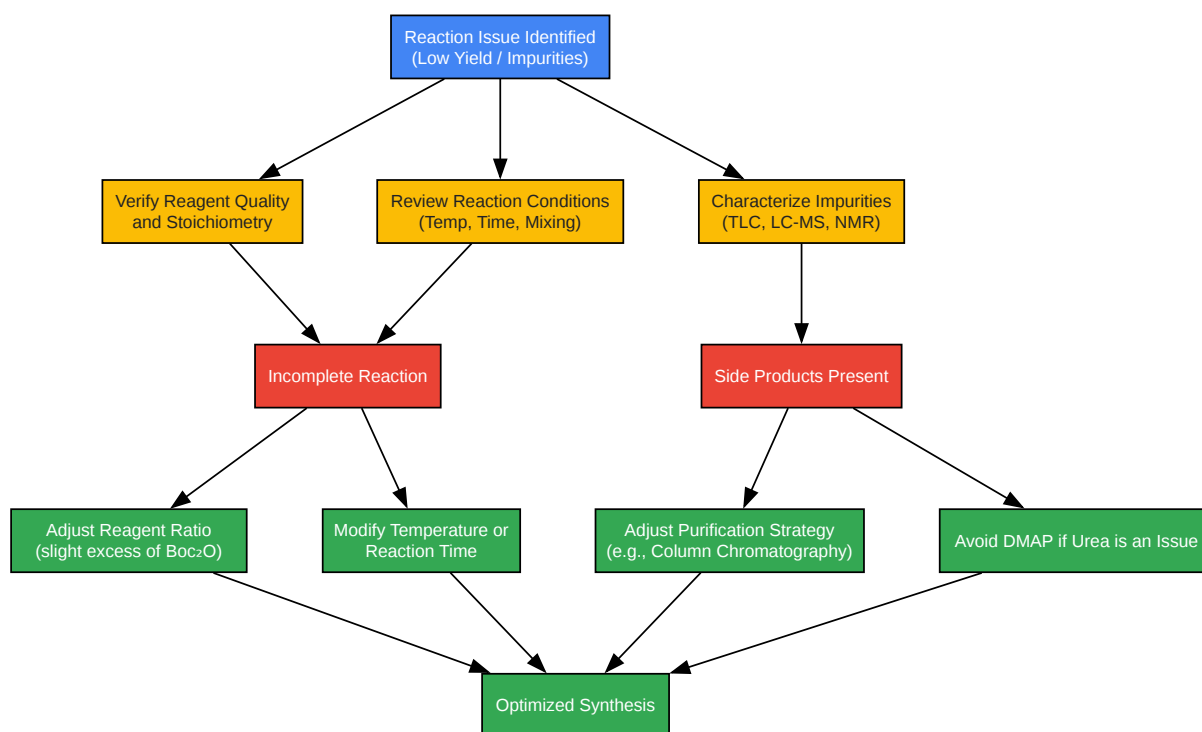 Reaction Issue Identified
(Low Yield / Impurities)
Verify Reagent Quality
and Stoichiometry
Review Reaction Conditions
(Temp, Time, Mixing)
Characterize Impurities
(TLC, LC-MS, NMR)
Incomplete Reaction
Side Products Present
Adjust Reagent Ratio
(slight excess of Boc₂O)
Modify Temperature or
Reaction Time
Adjust Purification Strategy
(e.g., Column Chromatography)
Avoid DMAP if Urea is an Issue
Optimized Synthesis